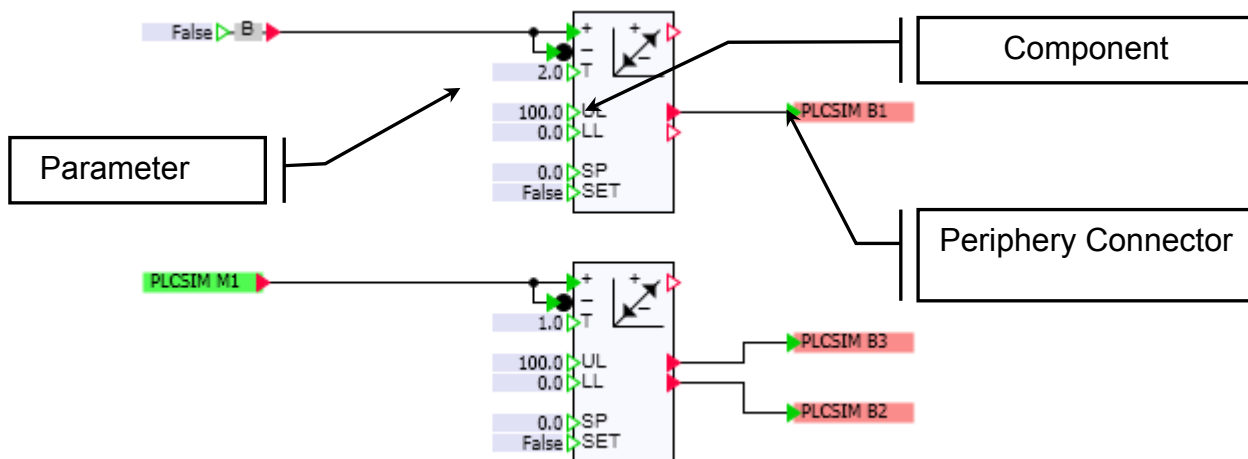 False B
+
−
2.0 T
100.0 UL
0.0 LL
0.0 SP
False SET
+
−
PLCSIM B1
Component
Parameter
Periphery Connector
PLCSIM M1
+
−
1.0 T
100.0 UL
0.0 LL
0.0 SP
False SET
+
−
PLCSIM B3
PLCSIM B2